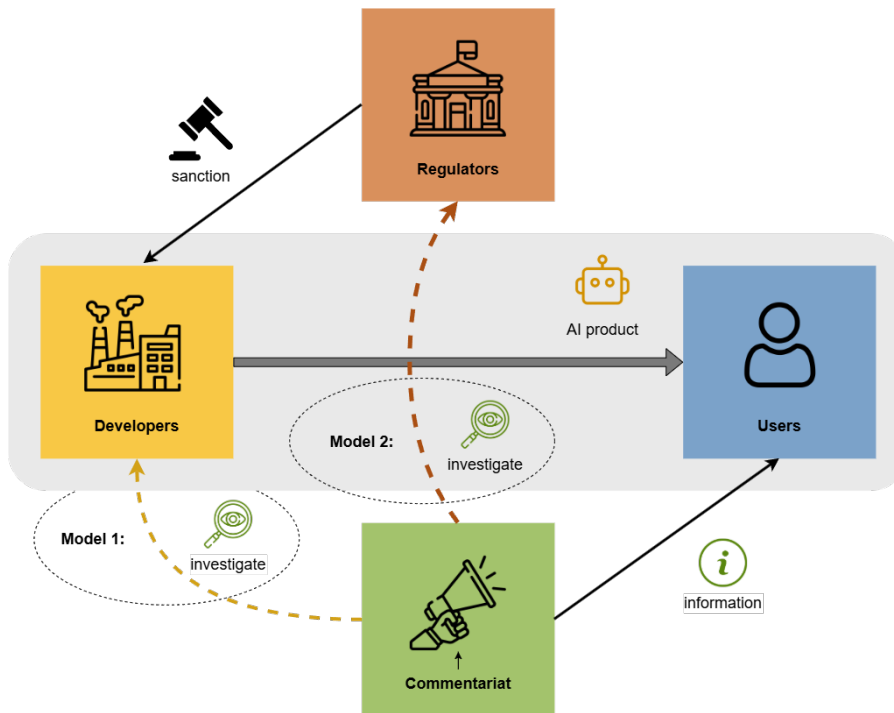 Regulators
sanction
AI product
Developers
Users
Model 2:
investigate
Model 1:
investigate
information
Commentariat